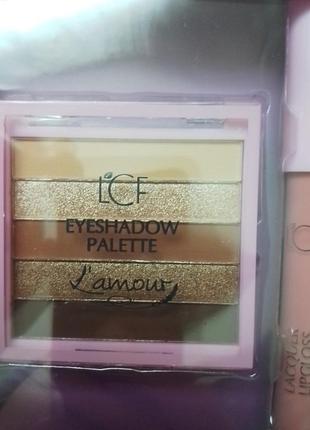 LCF
EYESHADOW
PALETTE
L'amour
LACQUER
LIPGLOSS